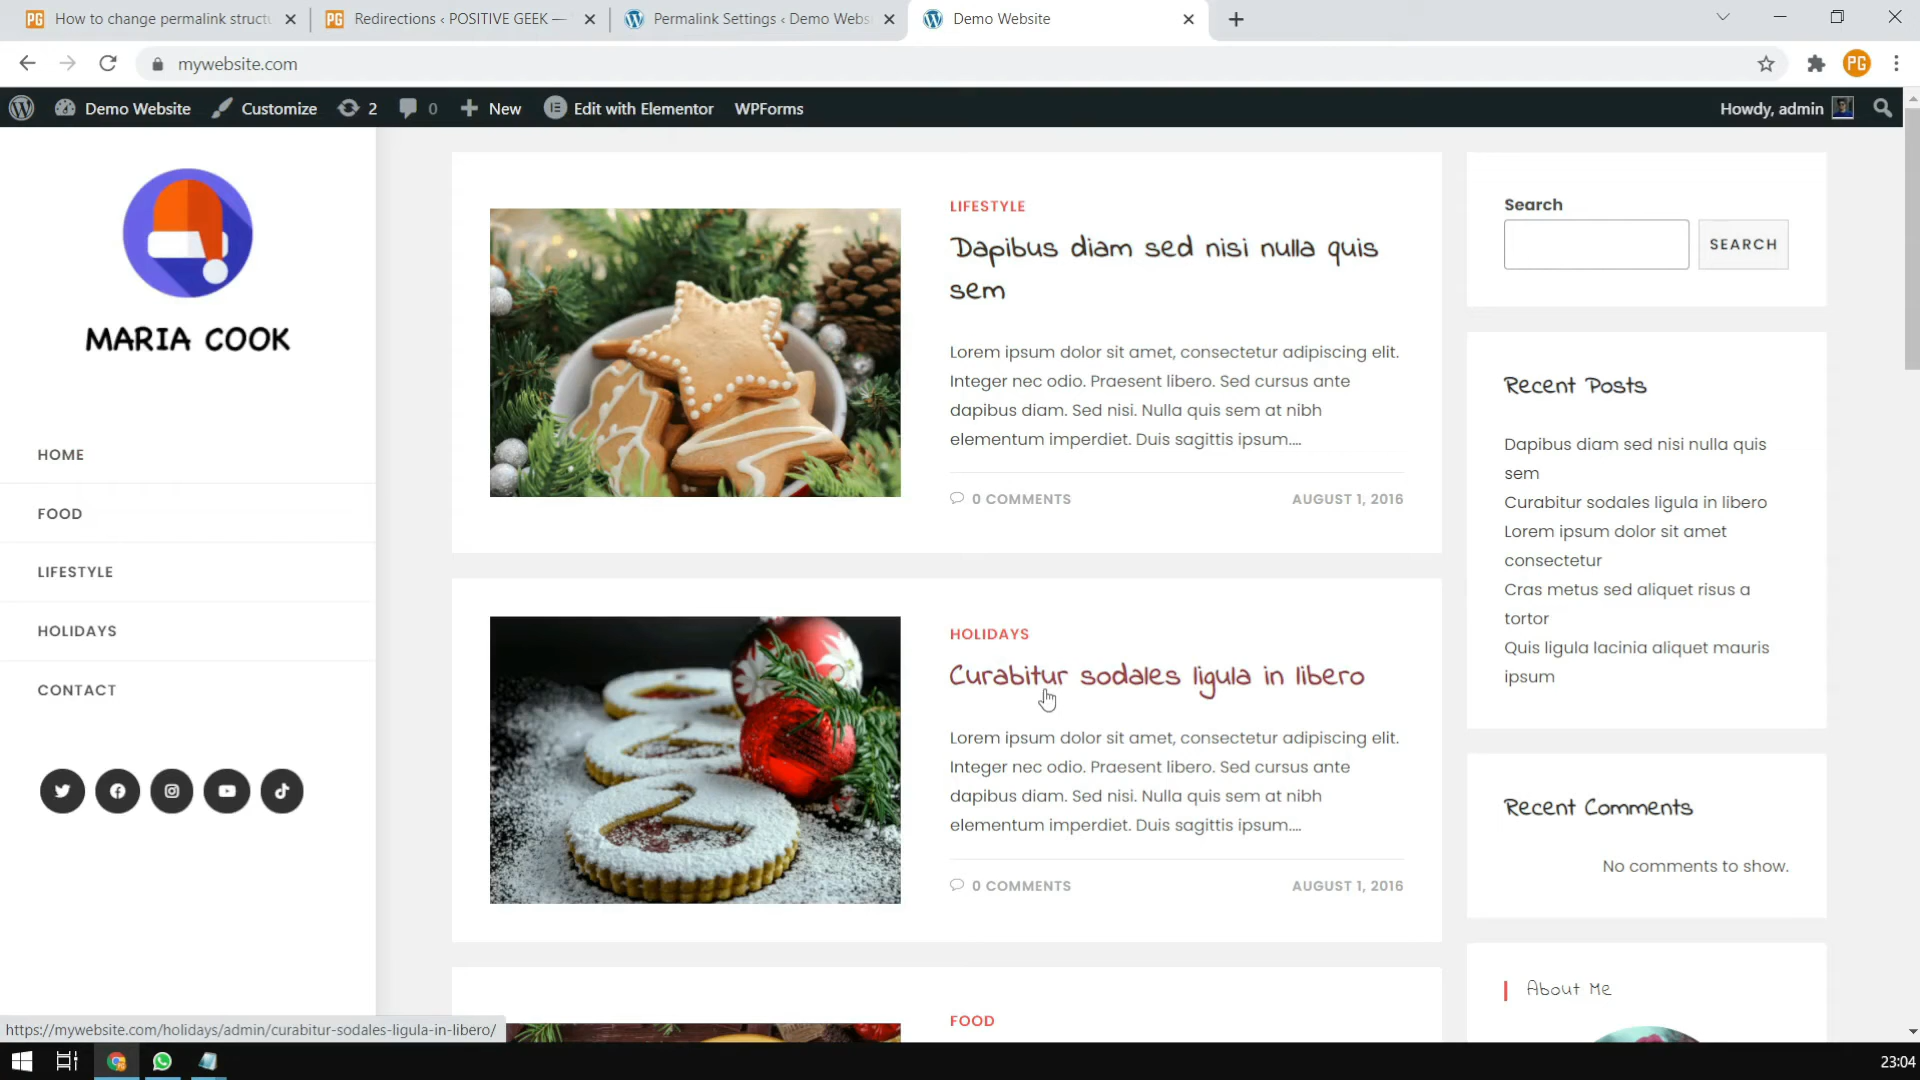 How to change permalink struct
Redirections ‹ POSITIVE GEEK —
Permalink Settings ‹ Demo Webs
Demo Website
mywebsite.com
PG
Demo Website
Customize
2
0
New
Edit with Elementor
WPForms
Howdy, admin
MARIA COOK
HOME
FOOD
LIFESTYLE
HOLIDAYS
CONTACT
LIFESTYLE
Dapibus diam sed nisi nulla quis
sem
Lorem ipsum dolor sit amet, consectetur adipiscing elit.
Integer nec odio. Praesent libero. Sed cursus ante
dapibus diam. Sed nisi. Nulla quis sem at nibh
elementum imperdiet. Duis sagittis ipsum....
0 COMMENTS
AUGUST 1, 2016
HOLIDAYS
Curabitur sodales ligula in libero
Lorem ipsum dolor sit amet, consectetur adipiscing elit.
Integer nec odio. Praesent libero. Sed cursus ante
dapibus diam. Sed nisi. Nulla quis sem at nibh
elementum imperdiet. Duis sagittis ipsum....
0 COMMENTS
AUGUST 1, 2016
FOOD
Search
SEARCH
Recent Posts
Dapibus diam sed nisi nulla quis
sem
Curabitur sodales ligula in libero
Lorem ipsum dolor sit amet
consectetur
Cras metus sed aliquet risus a
tortor
Quis ligula lacinia aliquet mauris
ipsum
Recent Comments
No comments to show.
About Me
https://mywebsite.com/holidays/admin/curabitur-sodales-ligula-in-libero/
23:04